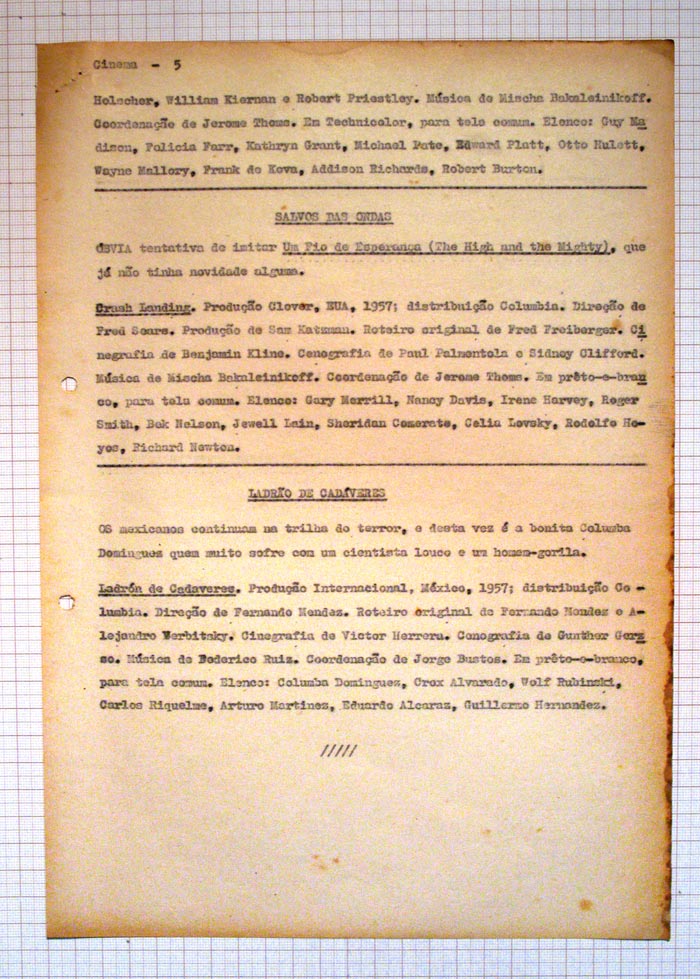 Cinema - 5
Holscher, William Kiernan e Robert Priestley. Música de Mischa Bakaleinikoff.
Coordenação de Jerome Thoms. Em Technicolor, para tela comum. Elenco: Guy Ma
dison, Felicia Farr, Kathryn Grant, Michael Pate, Edward Platt, Otto Hulett,
Wayne Mallory, Frank de Kova, Addison Richards, Robert Burton.
SALVOS DAS ONDAS
ÓBVIA tentativa de imitar Um Fio de Esperança (The High and the Mighty), que
já não tinha novidade alguma.
Crash Landing. Produção Clover, EUA, 1957; distribuição Columbia. Direção de
Fred Sears. Produção de Sam Katzman. Roteiro original de Fred Freiberger. Ci
negrafia de Benjamin Kline. Cenografia de Paul Palmentola e Sidney Clifford.
Música de Mischa Bakaleinikoff. Coordenação de Jerome Thoms. Em prêto-e-bran
co, para tela comum. Elenco: Gary Merrill, Nancy Davis, Irene Harvey, Roger
Smith, Bek Nelson, Jewell Lain, Sheridan Comerate, Celia Lovsky, Rodolfo Ho-
yos, Richard Newton.
LADRÃO DE CADÁVERES
OS mexicanos continuam na trilha do terror, e desta vez é a bonita Columba
Dominguez quem muito sofre com um cientista louco e um homem-gorila.
Ladrón de Cadaveres. Produção Internacional, México, 1957; distribuição Co -
lumbia. Direção de Fernando Mendez. Roteiro original de Fernando Mendez e A-
lejandro Verbitsky. Cinegrafia de Victor Herrera. Cenografia de Gunther Gerz
so. Música de Federico Ruiz. Coordenação de Jorge Bustos. Em prêto-e-branco,
para tela comum. Elenco: Columba Dominguez, Crox Alvarado, Wolf Rubinski,
Carlos Riquelme, Arturo Martinez, Eduardo Alcaraz, Guillermo Hernandez.
/////